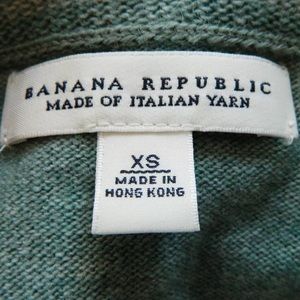 BANANA REPUBLIC
MADE OF ITALIAN YARN
XS
MADE IN
HONG KONG